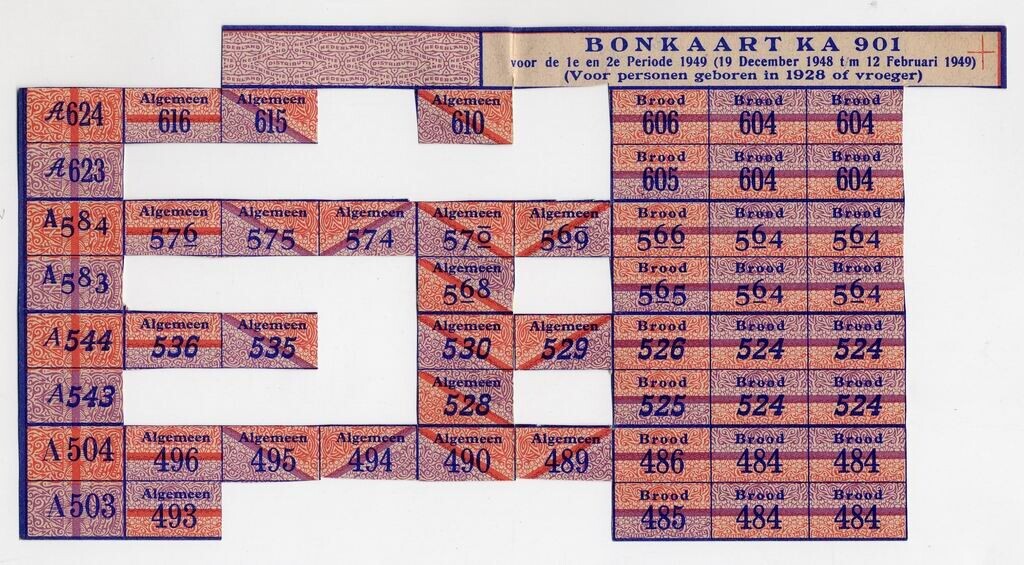 BONKAART KA 901
voor de 1e en 2e Periode 1949 (19 December 1948 t/m 12 Februari 1949)
(Voor personen geboren in 1928 of vroeger)
A624 Algemeen 616 Algemeen 615 Algemeen 610 Brood 606 Brood 604 Brood 604
A623 Brood 605 Brood 604 Brood 604
A584 Algemeen 576 Algemeen 575 Algemeen 574 Algemeen 570 Algemeen 569 Brood 566 Brood 564 Brood 564
A583 Algemeen 568 Brood 565 Brood 564 Brood 564
A544 Algemeen 536 Algemeen 535 Algemeen 530 Algemeen 529 Brood 526 Brood 524 Brood 524
A543 Algemeen 528 Brood 525 Brood 524 Brood 524
A504 Algemeen 496 Algemeen 495 Algemeen 494 Algemeen 490 Algemeen 489 Brood 486 Brood 484 Brood 484
A503 Algemeen 493 Brood 485 Brood 484 Brood 484